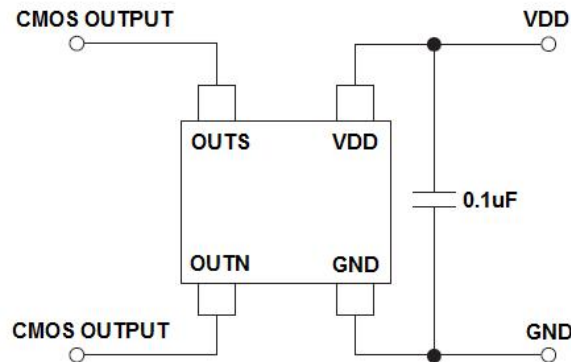 CMOS OUTPUT
VDD
OUTS
VDD
0.1uF
OUTN
GND
CMOS OUTPUT
GND